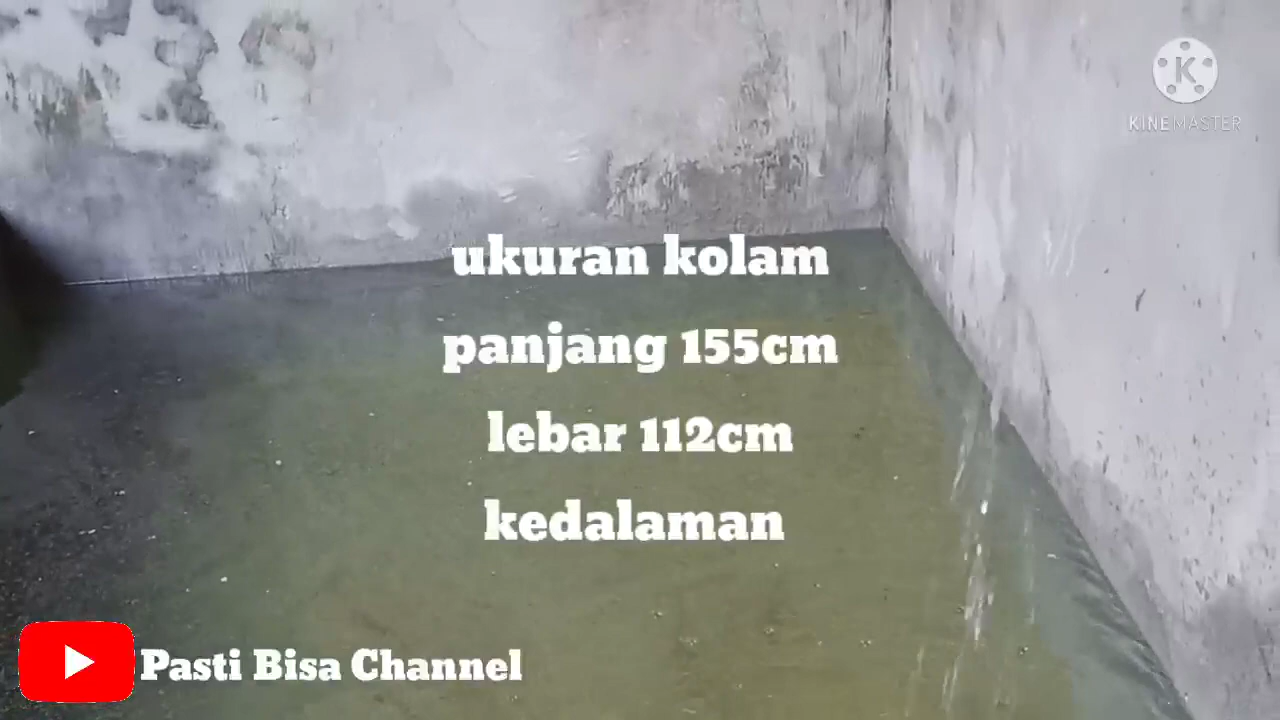 KINEMASTER
ukuran kolam
panjang 155cm
lebar 112cm
kedalaman
Pasti Bisa Channel